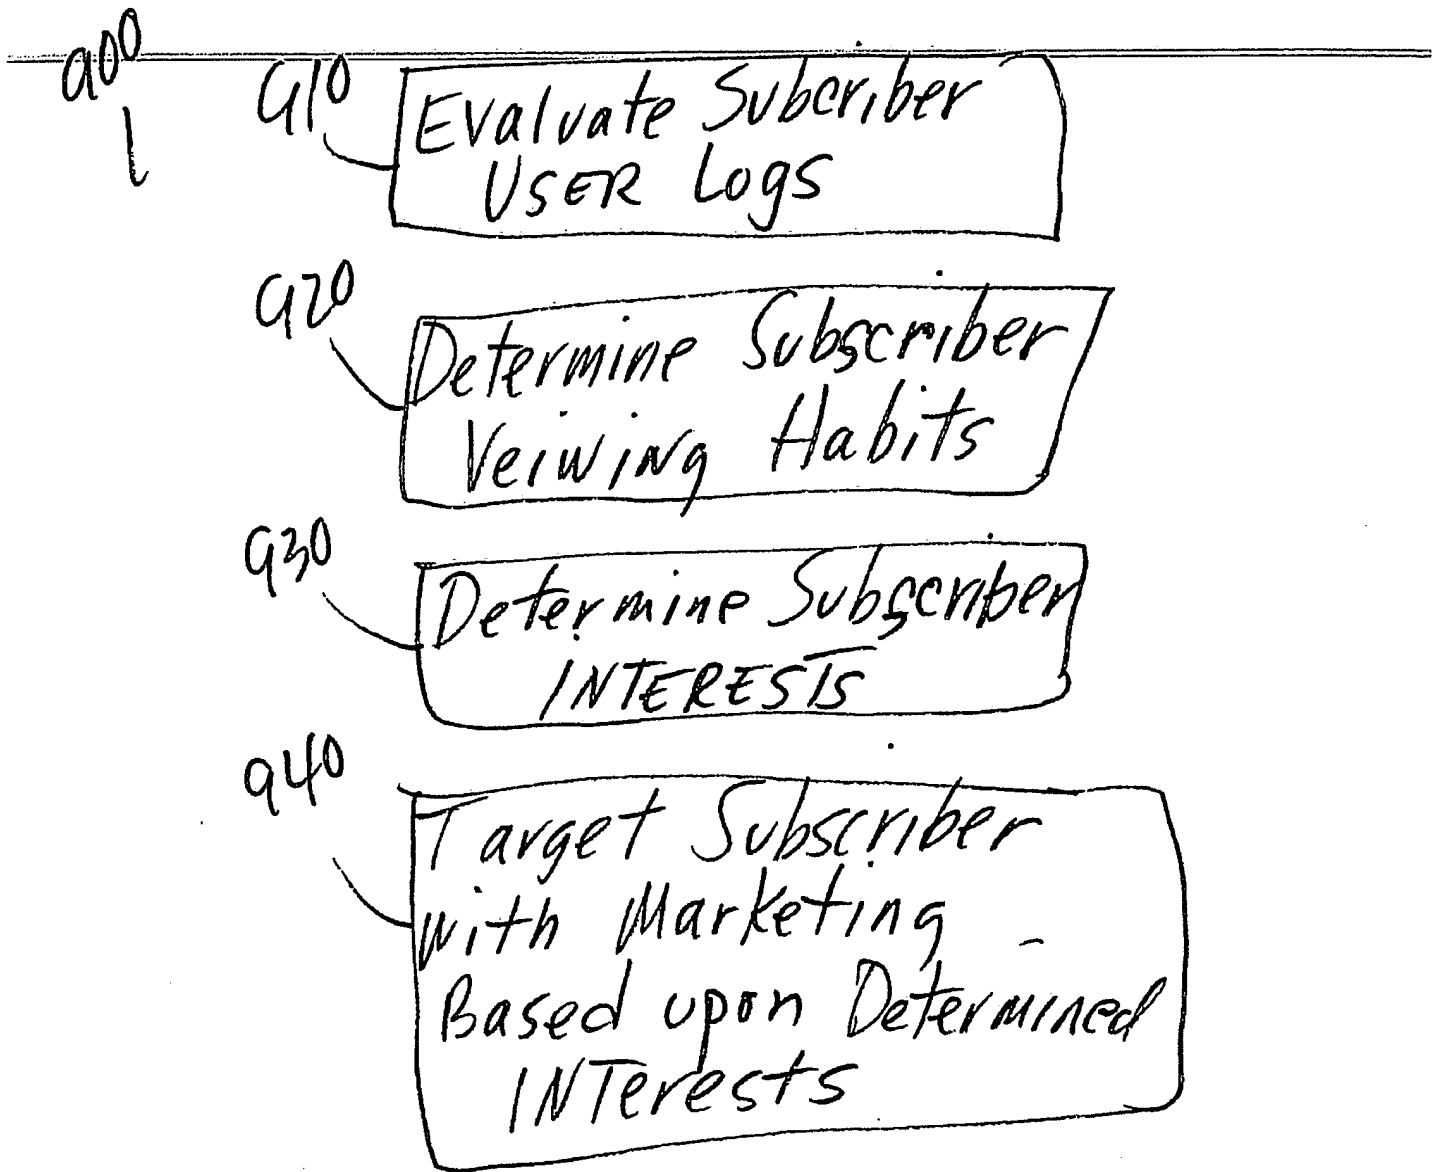 900
910
Evaluate Subcriber
USER Logs
920
Determine Subscriber
Veiwing Habits
930
Determine Subscriber
INTERESTS
940
Target Subscriber
with Marketing
Based upon Determined
INTerests